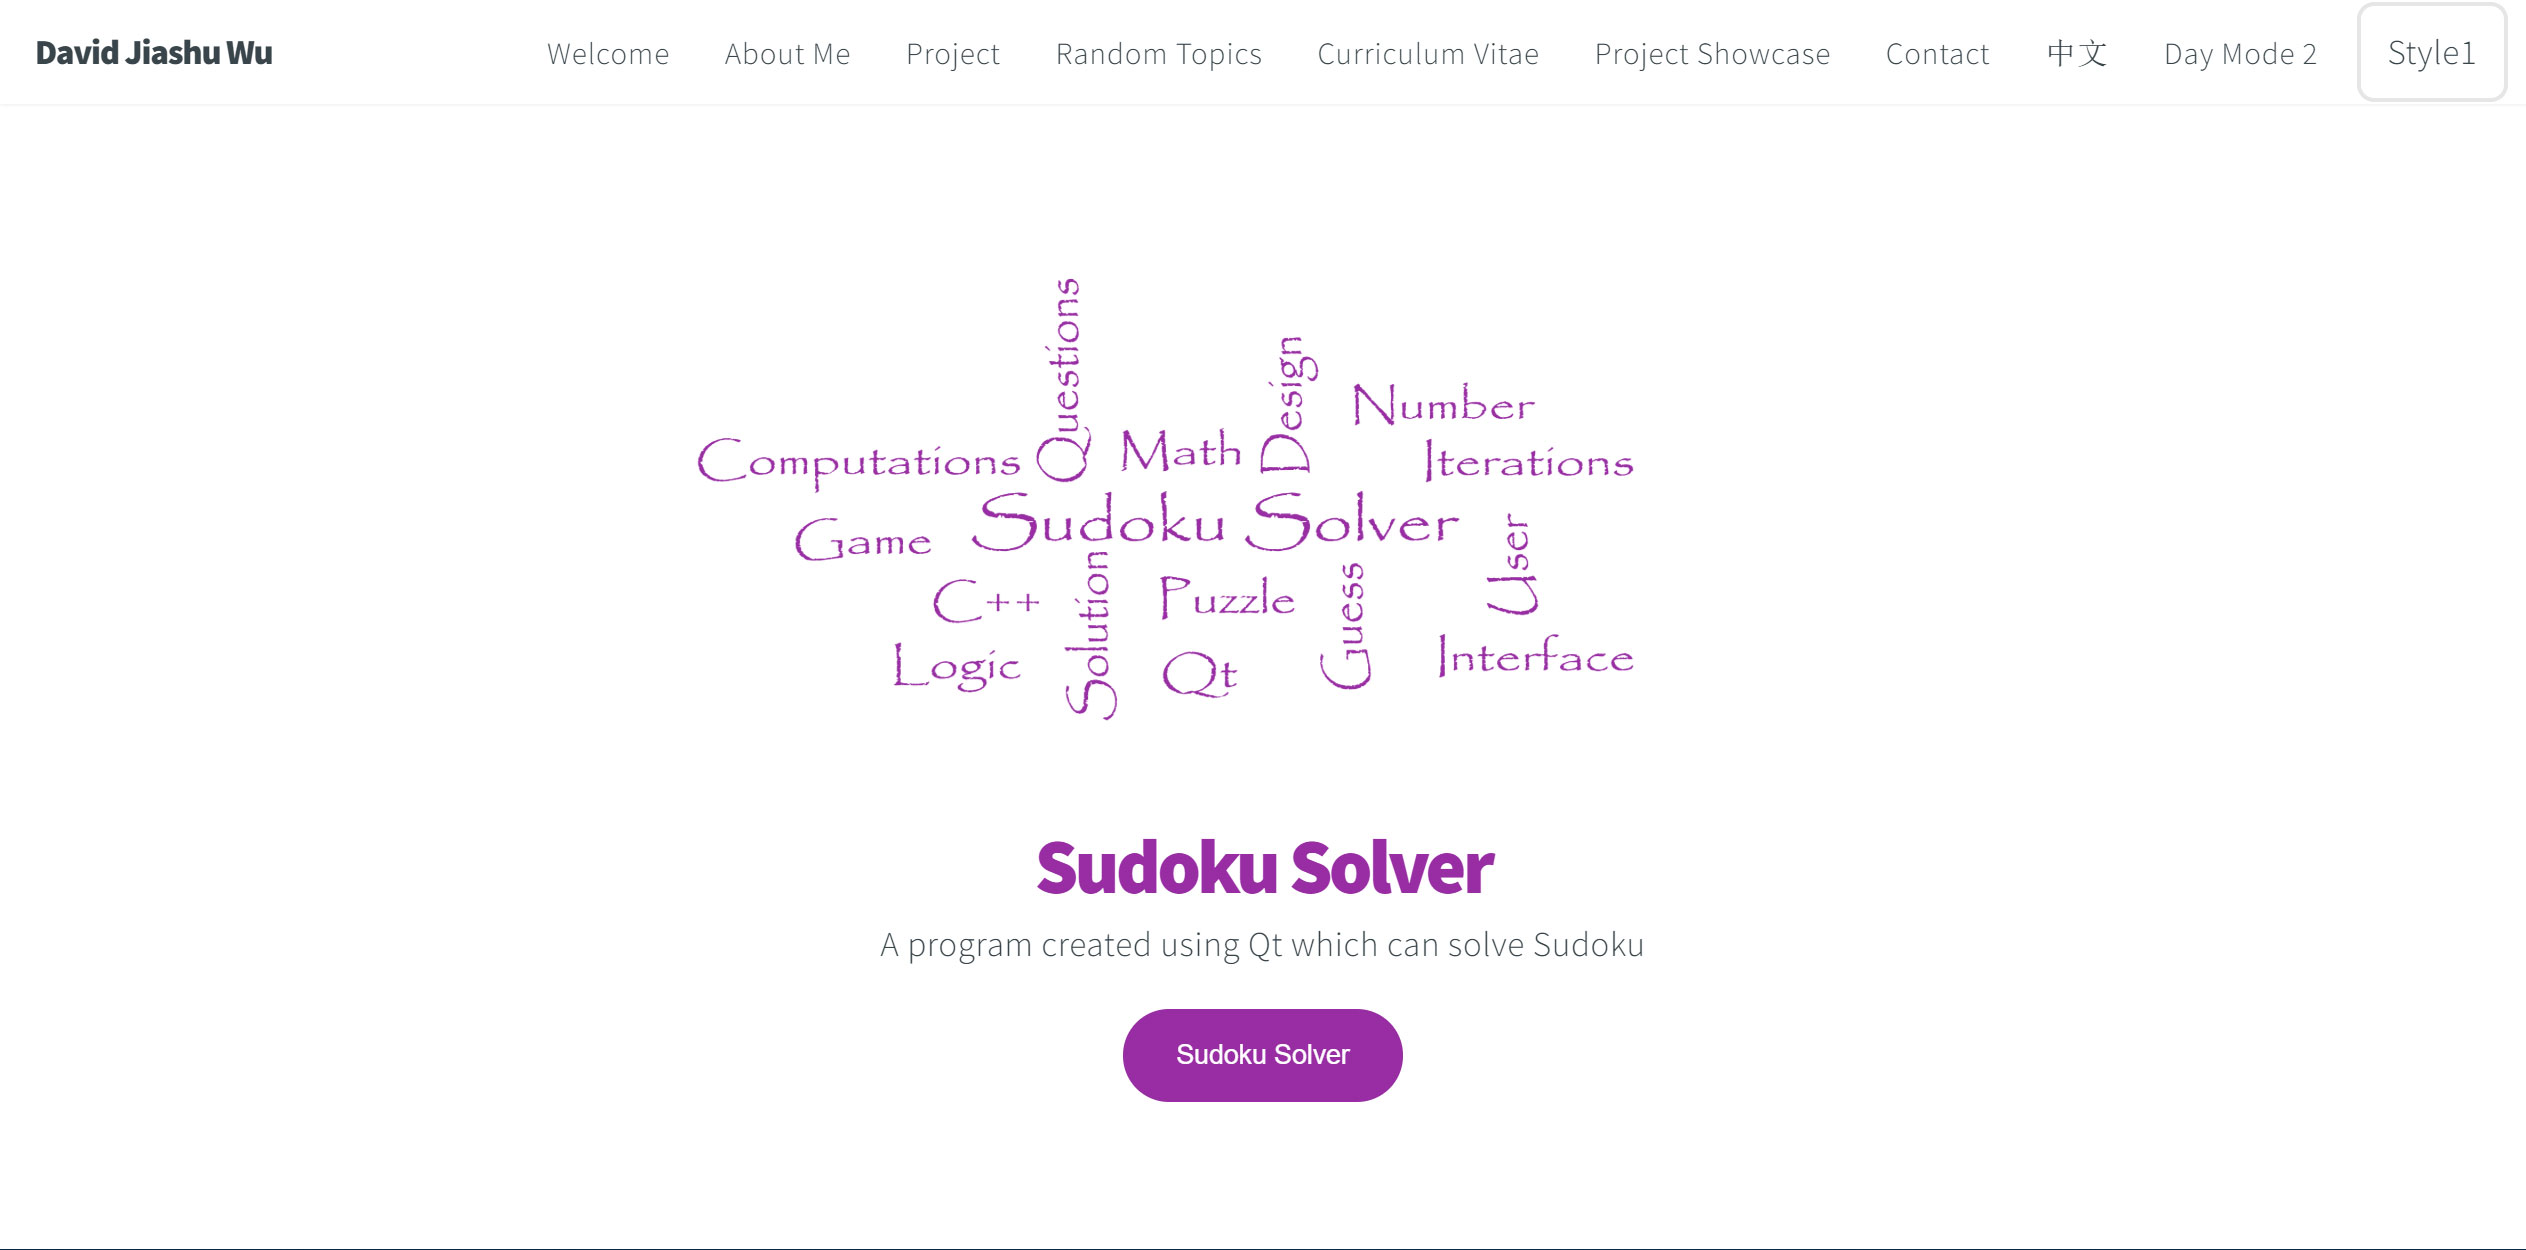 David Jiashu Wu
Welcome
About Me
Project
Random Topics
Curriculum Vitae
Project Showcase
Contact
中文
Day Mode 2
Style1
Questions
Design
Number
Computations
Math
Iterations
Sudoku Solver
Game
User
C++
Solution
Puzzle
Guess
Logic
Qt
Interface
Sudoku Solver
A program created using Qt which can solve Sudoku
Sudoku Solver